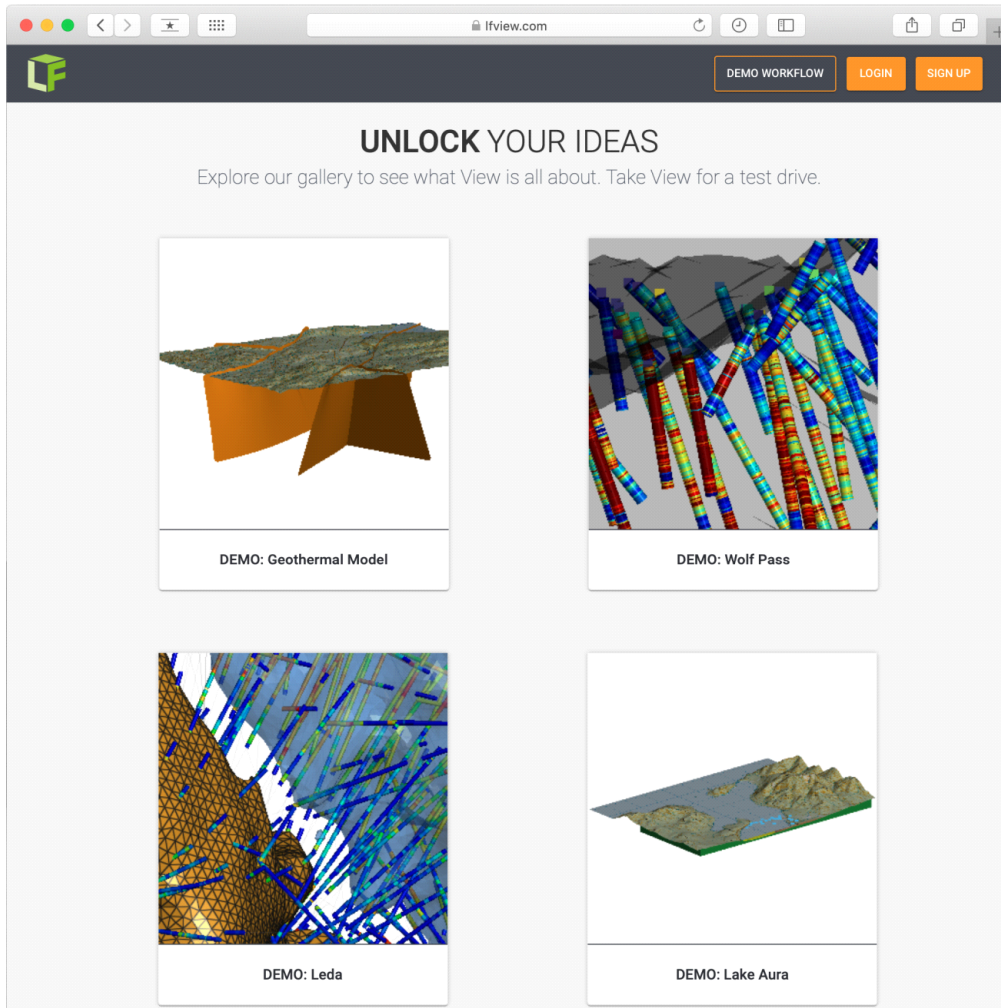 lfview.com
LF
DEMO WORKFLOW
LOGIN
SIGN UP
UNLOCK YOUR IDEAS
Explore our gallery to see what View is all about. Take View for a test drive.
DEMO: Geothermal Model
DEMO: Wolf Pass
DEMO: Leda
DEMO: Lake Aura